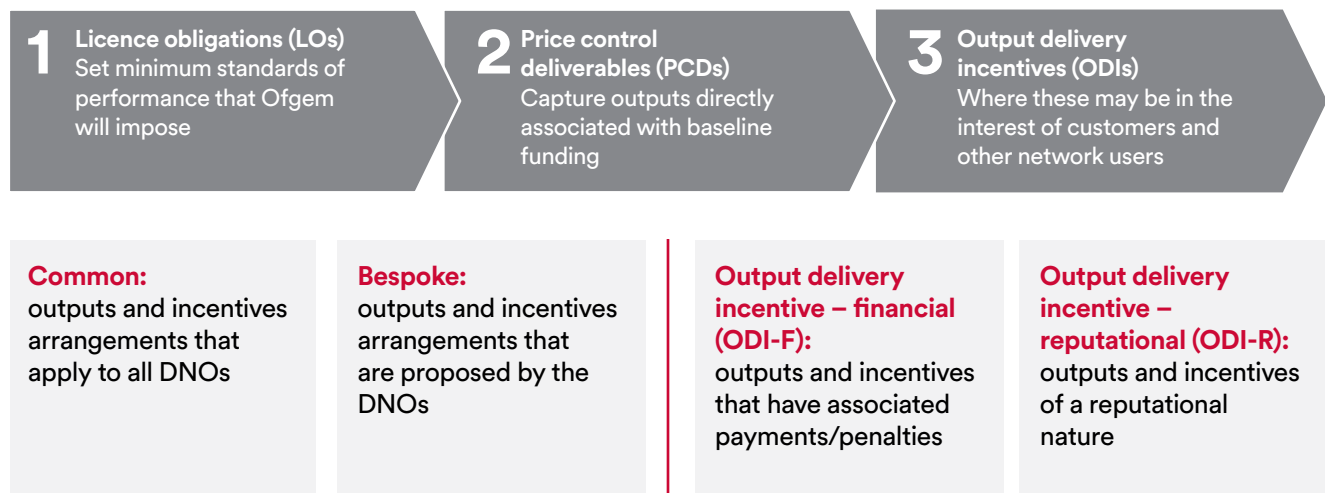 1
Licence obligations (LOs)
Set minimum standards of
performance that Ofgem
will impose
2
Price control
deliverables (PCDs)
Capture outputs directly
associated with baseline
funding
3
Output delivery
incentives (ODIs)
Where these may be in the
interest of customers and
other network users
Common:
outputs and incentives
arrangements that
apply to all DNOs
Bespoke:
outputs and incentives
arrangements that
are proposed by the
DNOs
Output delivery
incentive – financial
(ODI-F):
outputs and incentives
that have associated
payments/penalties
Output delivery
incentive –
reputational (ODI-R):
outputs and incentives
of a reputational
nature